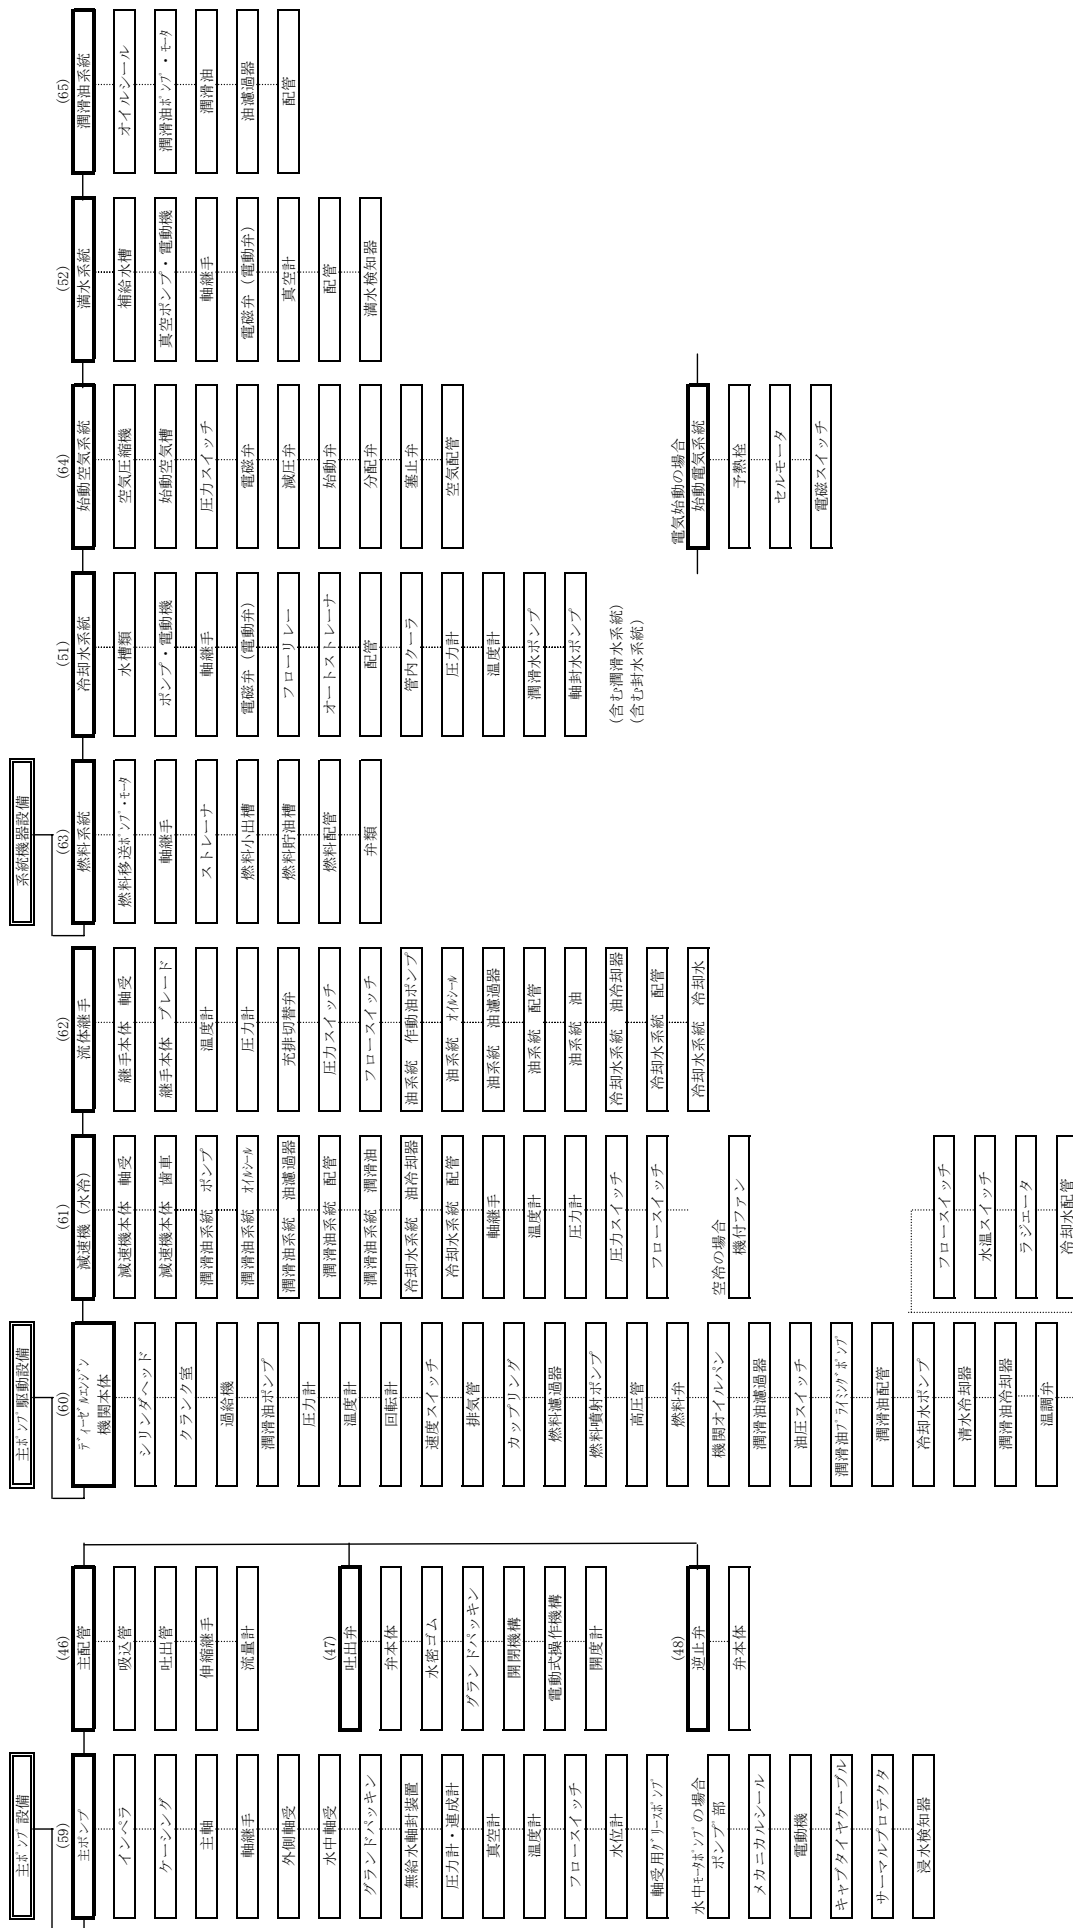 主ﾎﾟﾝﾌﾟ設備
(59)
主ポンプ
インペラ
ケーシング
主軸
軸継手
外側軸受
水中軸受
グランドパッキン
無給水軸封装置
圧力計・連成計
真空計
温度計
フロースイッチ
水位計
軸受用ｸﾞﾘｰｽﾎﾟﾝﾌﾟ
水中ﾓｰﾀﾎﾟﾝﾌﾟの場合
ポンプ部
メカニカルシール
電動機
キャブタイヤケーブル
サーマルプロテクタ
浸水検知器
(46)
主配管
吸込管
吐出管
伸縮継手
流量計
(47)
吐出弁
弁本体
水密ゴム
グランドパッキン
開閉機構
電動式操作機構
開度計
(48)
逆止弁
弁本体
主ﾎﾟﾝﾌﾟ駆動設備
(60)
ﾃﾞｨｰｾﾞﾙｴﾝｼﾞﾝ
機関本体
シリンダヘッド
クランク室
過給機
潤滑油ポンプ
圧力計
温度計
回転計
速度スイッチ
排気管
カップリング
燃料濾過器
燃料噴射ポンプ
高圧管
燃料弁
機関オイルパン
潤滑油濾過器
油圧スイッチ
潤滑油ﾌﾟﾗｲﾐﾝｸﾞﾎﾟﾝﾌﾟ
潤滑油配管
冷却水ポンプ
清水冷却器
潤滑油冷却器
温調弁
フロースイッチ
水温スイッチ
ラジエータ
冷却水配管
(61)
減速機（水冷）
減速機本体　軸受
減速機本体　歯車
潤滑油系統　ポンプ
潤滑油系統　ｵｲﾙｼｰﾙ
潤滑油系統　油濾過器
潤滑油系統　配管
潤滑油系統　潤滑油
冷却水系統　油冷却器
冷却水系統　配管
軸継手
温度計
圧力計
圧力スイッチ
フロースイッチ
空冷の場合
機付ファン
(62)
流体継手
継手本体　軸受
継手本体　ブレード
温度計
圧力計
充排切替弁
圧力スイッチ
フロースイッチ
油系統　作動油ポンプ
油系統　ｵｲﾙｼｰﾙ
油系統　油濾過器
油系統　配管
油系統　油
冷却水系統　油冷却器
冷却水系統　配管
冷却水系統　冷却水
系統機器設備
(63)
燃料系統
燃料移送ﾎﾟﾝﾌﾟ・ﾓｰﾀ
軸継手
ストレーナ
燃料小出槽
燃料貯油槽
燃料配管
弁類
(51)
冷却水系統
水槽類
ポンプ・電動機
軸継手
電磁弁（電動弁）
フローリレー
オートストレーナ
配管
管内クーラ
圧力計
温度計
潤滑水ポンプ
軸封水ポンプ
(含む潤滑水系統)
(含む封水系統)
(64)
始動空気系統
空気圧縮機
始動空気槽
圧力スイッチ
電磁弁
減圧弁
始動弁
分配弁
塞止弁
空気配管
電気始動の場合
始動電気系統
予熱栓
セルモータ
電磁スイッチ
(52)
満水系統
補給水槽
真空ポンプ・電動機
軸継手
電磁弁（電動弁）
真空計
配管
満水検知器
(65)
潤滑油系統
オイルシール
潤滑油ﾎﾟﾝﾌﾟ・ﾓｰﾀ
潤滑油
油濾過器
配管